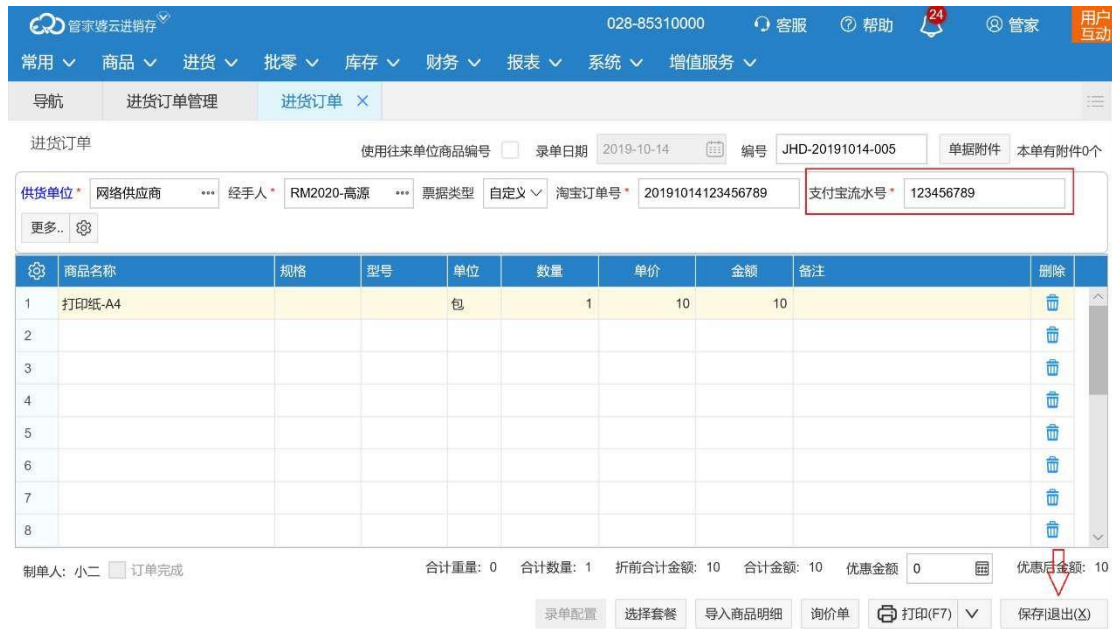 管家婆云进销存 028-85310000 客服 帮助 24 管家 用户互动
常用 商品 进货 批零 库存 财务 报表 系统 增值服务
导航 进货订单管理 进货订单
进货订单 使用往来单位商品编号 录单日期 2019-10-14 编号 JHD-20191014-005 单据附件 本单有附件0个
供货单位* 网络供应商 ••• 经手人* RM2020-高源 ••• 票据类型 自定义 淘宝订单号* 20191014123456789 支付宝流水号* 123456789
更多..
商品名称 规格 型号 单位 数量 单价 金额 备注 删除
1 打印纸-A4 包 1 10 10
2
3
4
5
6
7
8
制单人: 小二 订单完成 合计重量: 0 合计数量: 1 折前合计金额: 10 合计金额: 10 优惠金额 0 优惠后金额: 10
录单配置 选择套餐 导入商品明细 询价单 打印(F7) 保存|退出(X)